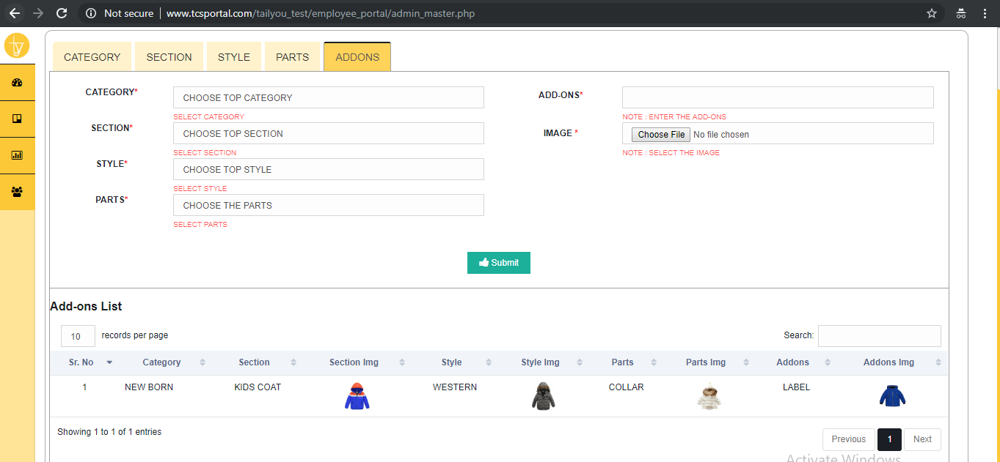 Not secure | www.tcsportal.com/tailyou_test/employee_portal/admin_master.php
ty
CATEGORY SECTION STYLE PARTS ADDONS
CATEGORY* CHOOSE TOP CATEGORY
SELECT CATEGORY
SECTION* CHOOSE TOP SECTION
SELECT SECTION
STYLE* CHOOSE TOP STYLE
SELECT STYLE
PARTS* CHOOSE THE PARTS
SELECT PARTS
ADD-ONS*
NOTE : ENTER THE ADD-ONS
IMAGE * Choose File No file chosen
NOTE : SELECT THE IMAGE
Submit
Add-ons List
10 records per page Search:
Sr. No Category Section Section Img Style Style Img Parts Parts Img Addons Addons Img
1 NEW BORN KIDS COAT WESTERN COLLAR LABEL
Showing 1 to 1 of 1 entries
Previous 1 Next
Activate Windows